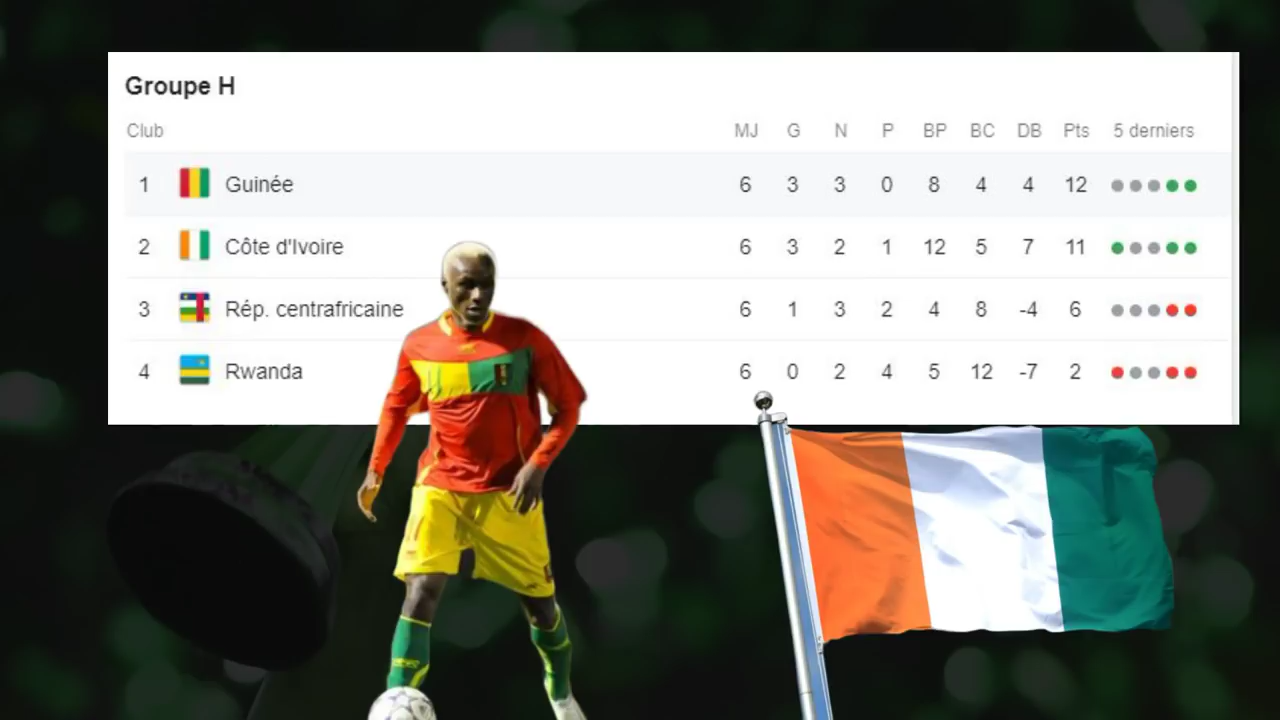 Groupe H
Club MJ G N P BP BC DB Pts 5 derniers
1 Guinée 6 3 3 0 8 4 4 12
2 Côte d'Ivoire 6 3 2 1 12 5 7 11
3 Rép. centrafricaine 6 1 3 2 4 8 -4 6
4 Rwanda 6 0 2 4 5 12 -7 2